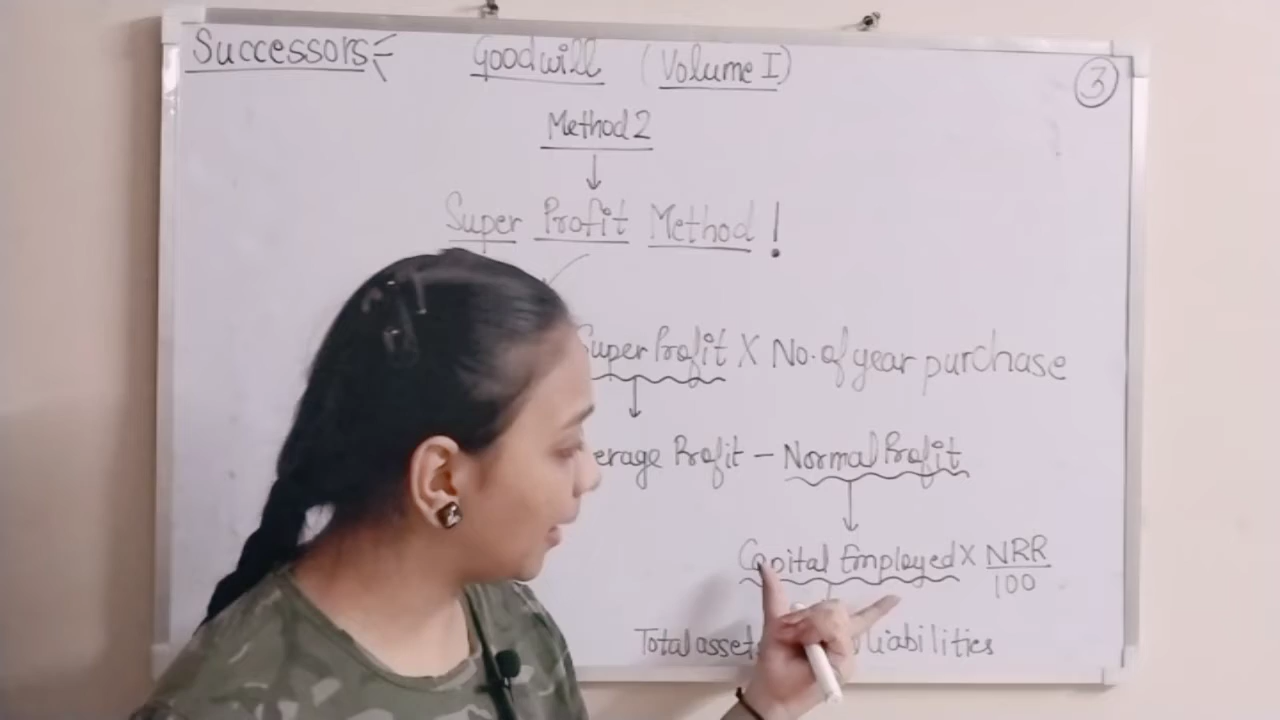 Successors Goodwill (Volume I) 3
Method 2
Super Profit Method!
Super Profit X No. of year purchase
erage Profit - Normal Profit
Capital Employed X NRR
100
Total asset liabilities